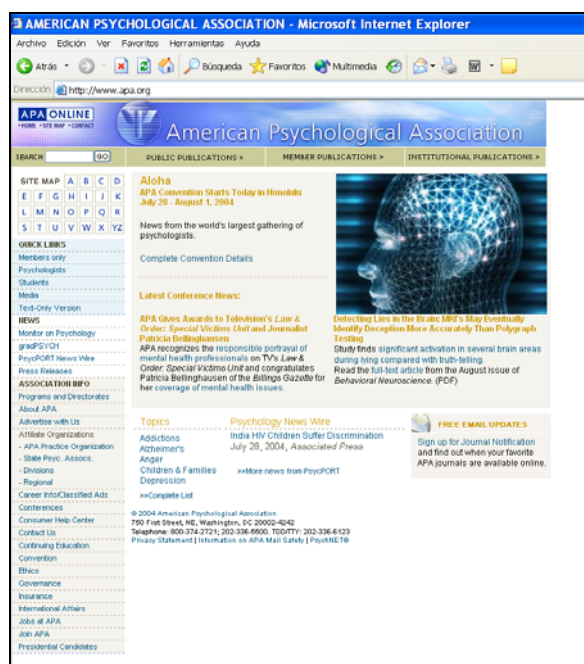 AMERICAN PSYCHOLOGICAL ASSOCIATION - Microsoft Internet Explorer
Archivo Edición Ver Favoritos Herramientas Ayuda
Atrás Búsqueda Favoritos Multimedia
Dirección http://www.apa.org
APA ONLINE
HOME SITE MAP CONTACT
American Psychological Association
SEARCH GO PUBLIC PUBLICATIONS > MEMBER PUBLICATIONS > INSTITUTIONAL PUBLICATIONS >
SITE MAP A B C D
E F G H I J K
L M N O P Q R
S T U V W X YZ
QUICK LINKS
Members only
Psychologists
Students
Media
Text-Only Version
NEWS
Monitor on Psychology
gradPSYCH
PsycPORT News Wire
Press Releases
ASSOCIATION INFO
Programs and Directorates
About APA
Advertise with Us
Affiliate Organizations
- APA Practice Organization
- State Psyc. Assocs.
- Divisions
- Regional
Career Info/Classified Ads
Conferences
Consumer Help Center
Contact Us
Continuing Education
Convention
Ethics
Governance
Insurance
International Affairs
Jobs at APA
Join APA
Presidential Candidates
Aloha
APA Convention Starts Today in Honolulu
July 28 - August 1, 2004
News from the world's largest gathering of
psychologists.
Complete Convention Details
Latest Conference News:
APA Gives Awards to Television's Law &
Order: Special Victims Unit and Journalist
Patricia Bellinghausen
APA recognizes the responsible portrayal of
mental health professionals on TV's Law &
Order: Special Victims Unit and congratulates
Patricia Bellinghausen of the Billings Gazette for
her coverage of mental health issues.
Detecting Lies in the Brain: MRI's May Eventually
Identify Deception More Accurately Than Polygraph
Testing
Study finds significant activation in several brain areas
during lying compared with truth-telling.
Read the full-text article from the August issue of
Behavioral Neuroscience. (PDF)
Topics
Addictions
Alzheimer's
Anger
Children & Families
Depression
»Complete List
Psychology News Wire
India HIV Children Suffer Discrimination
July 28, 2004, Associated Press
»More news from PsycPORT
FREE EMAIL UPDATES
Sign up for Journal Notification
and find out when your favorite
APA journals are available online.
© 2004 American Psychological Association
750 First Street, NE, Washington, DC 20002-4242
Telephone: 800-374-2721; 202-336-5500. TDD/TTY: 202-336-6123
Privacy Statement | Information on APA Mail Safety | PsychNET®